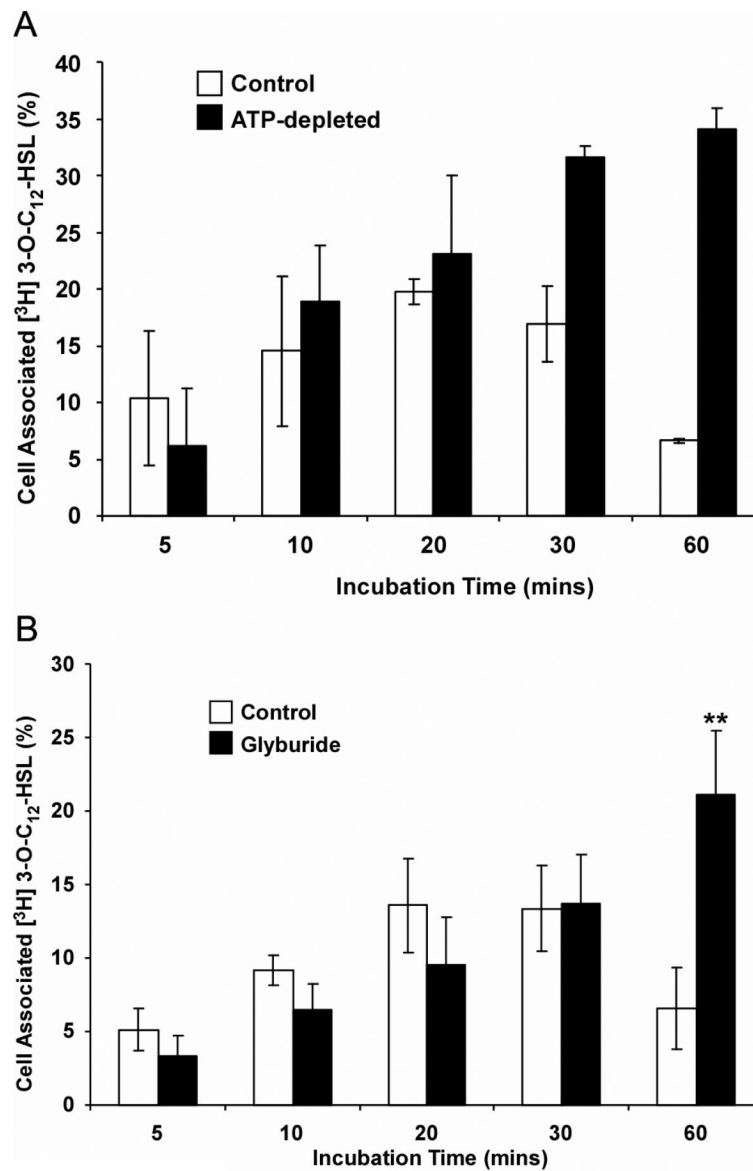 A
Cell Associated [³H] 3-O-C₁₂-HSL (%)
40
35
30
25
20
15
10
5
0
Control
ATP-depleted
5 10 20 30 60
Incubation Time (mins)
B
Cell Associated [³H] 3-O-C₁₂-HSL (%)
30
25
20
15
10
5
0
Control
Glyburide
**
5 10 20 30 60
Incubation Time (mins)